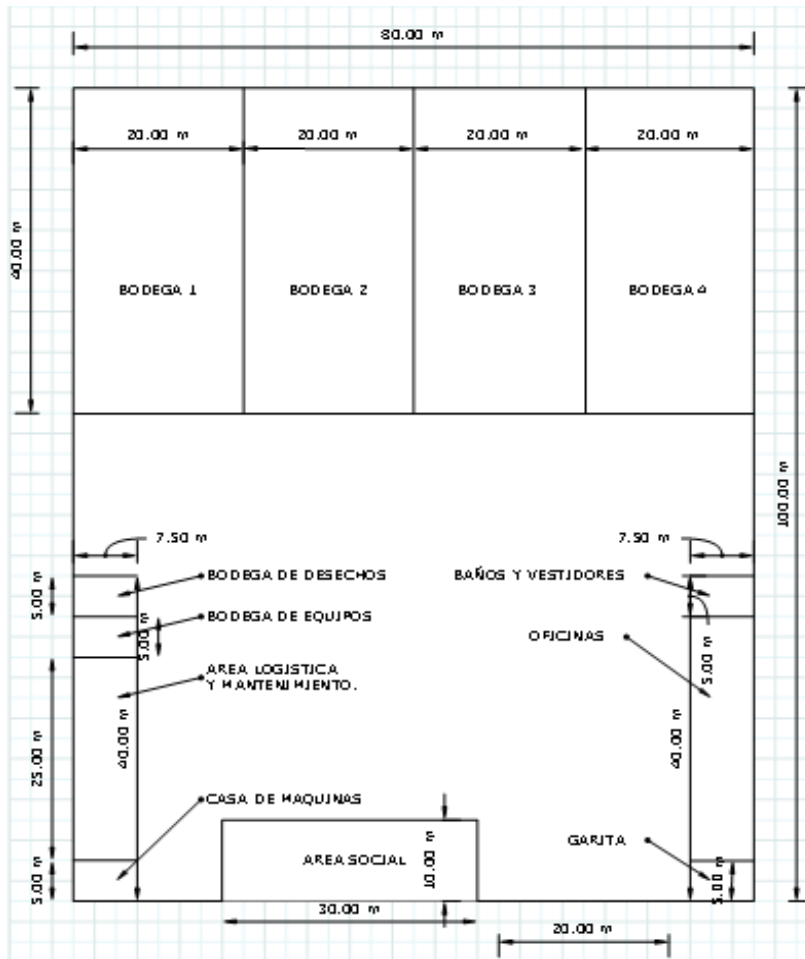 80.00 m
20.00 m
20.00 m
20.00 m
20.00 m
40.00 m
BODEGA 1
BODEGA 2
BODEGA 3
BODEGA 4
100.00 m
7.50 m
7.50 m
5.00 m
BODEGA DE DESECHOS
BAÑOS Y VESTIDORES
BODEGA DE EQUIPOS
5.00 m
OFICINAS
5.00 m
AREA LOGISTICA
Y MANTENIMIENTO.
40.00 m
40.00 m
25.00 m
CASA DE MAQUINAS
GARITA
AREA SOCIAL
10.00 m
5.00 m
5.00 m
30.00 m
20.00 m